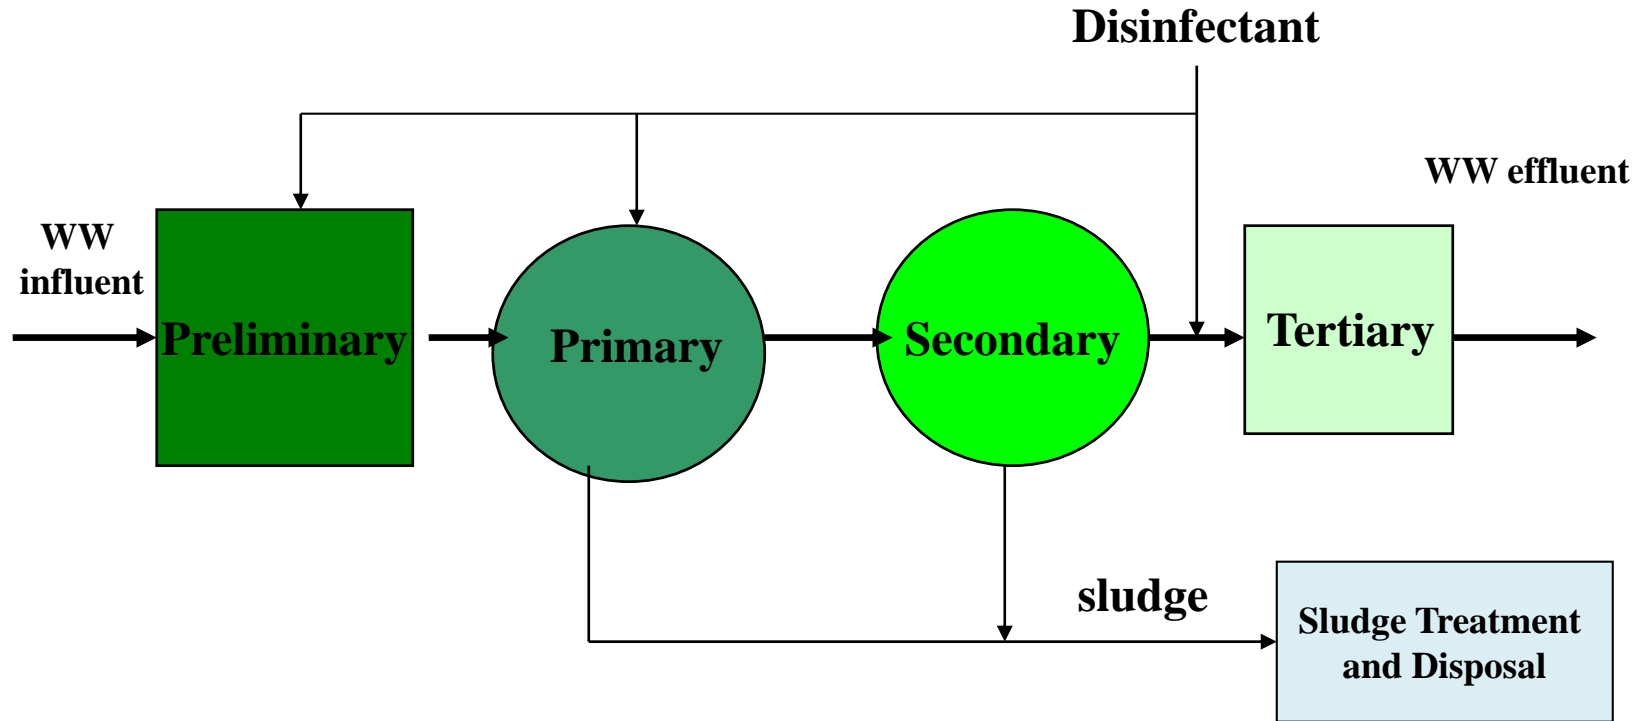 Disinfectant
WW effluent
WW
influent
Preliminary
Primary
Secondary
Tertiary
sludge
Sludge Treatment
and Disposal